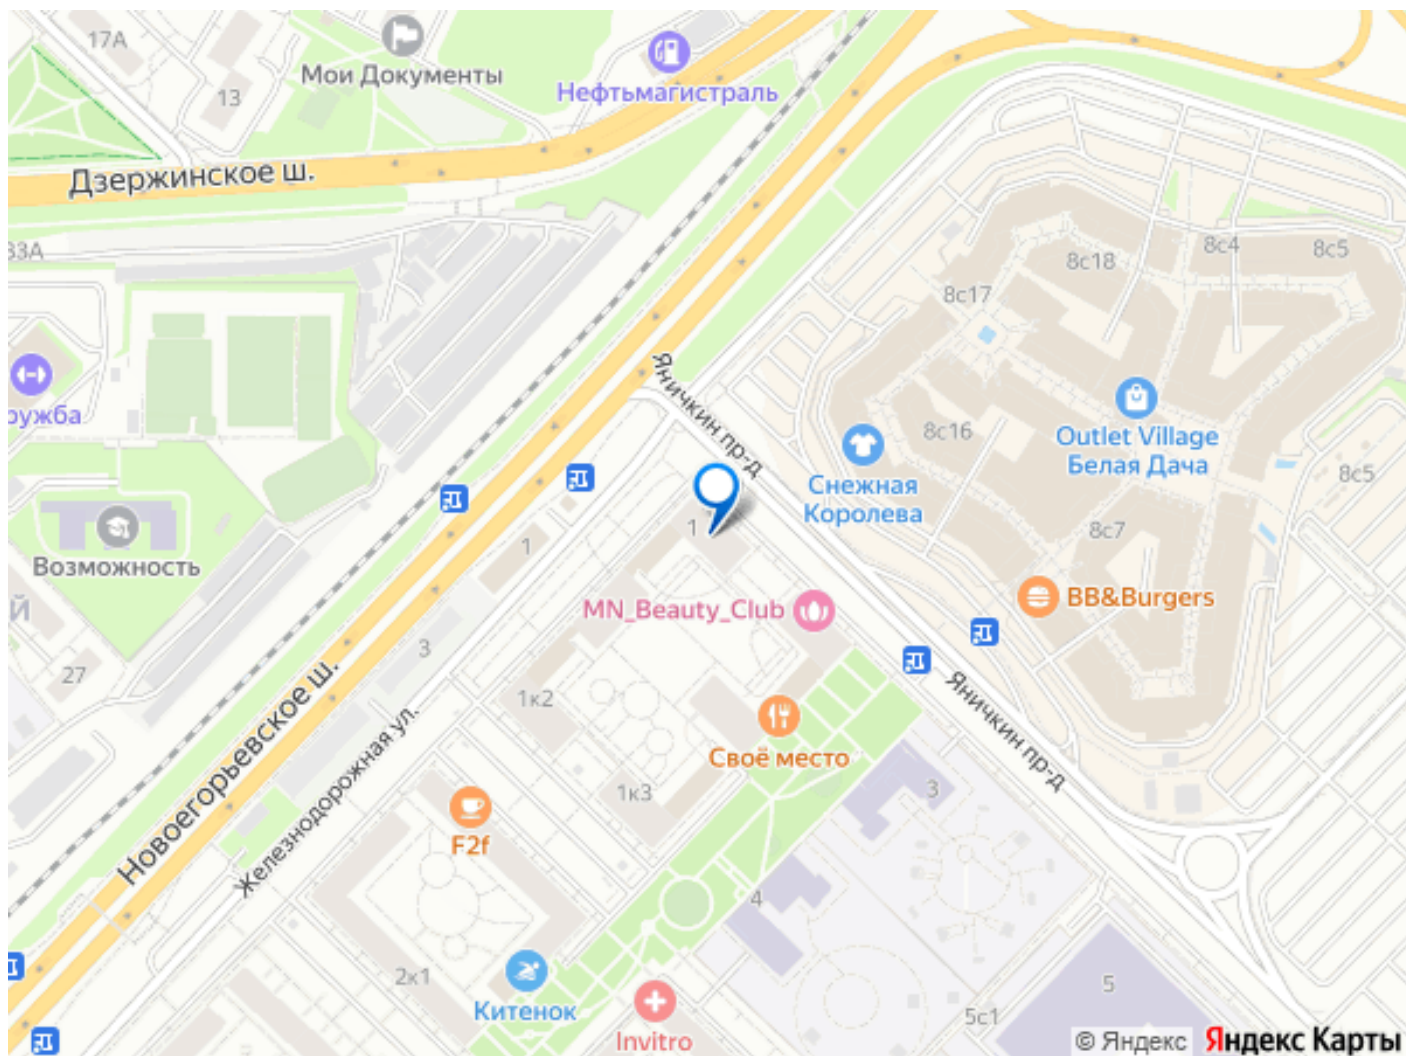 17А
Мои Документы
Нефтьмагистраль
13
Дзержинское ш.
33А
8с4
8с5
8с18
8с17
Яничкин пр-д
ружба
8с16
Outlet Village
Белая Дача
8с5
Снежная
Королева
8с7
1
1
Возможность
BB&Burgers
MN_Beauty_Club
Й
3
27
1к2
Яничкин пр-д
Новоегорьевское ш.
Железнодорожная ул.
Своё место
3
1к3
F2f
4
2к1
Китенок
5
5с1
Invitro
© Яндекс Яндекс Карты